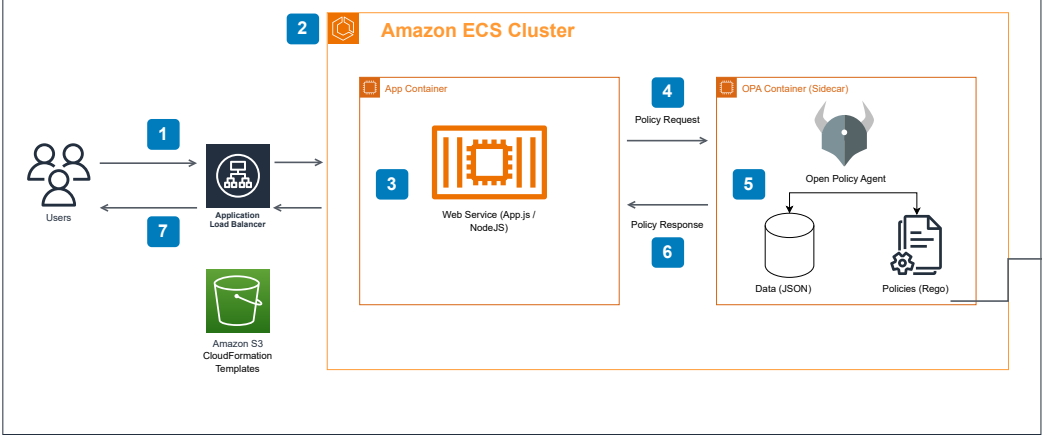 2
Amazon ECS Cluster
App Container
4
Policy Request
OPA Container (Sidecar)
1
3
5
Open Policy Agent
Users
Application
Load Balancer
Web Service (App.js /
NodeJS)
7
Policy Response
6
Data (JSON)
Policies (Rego)
Amazon S3
CloudFormation
Templates